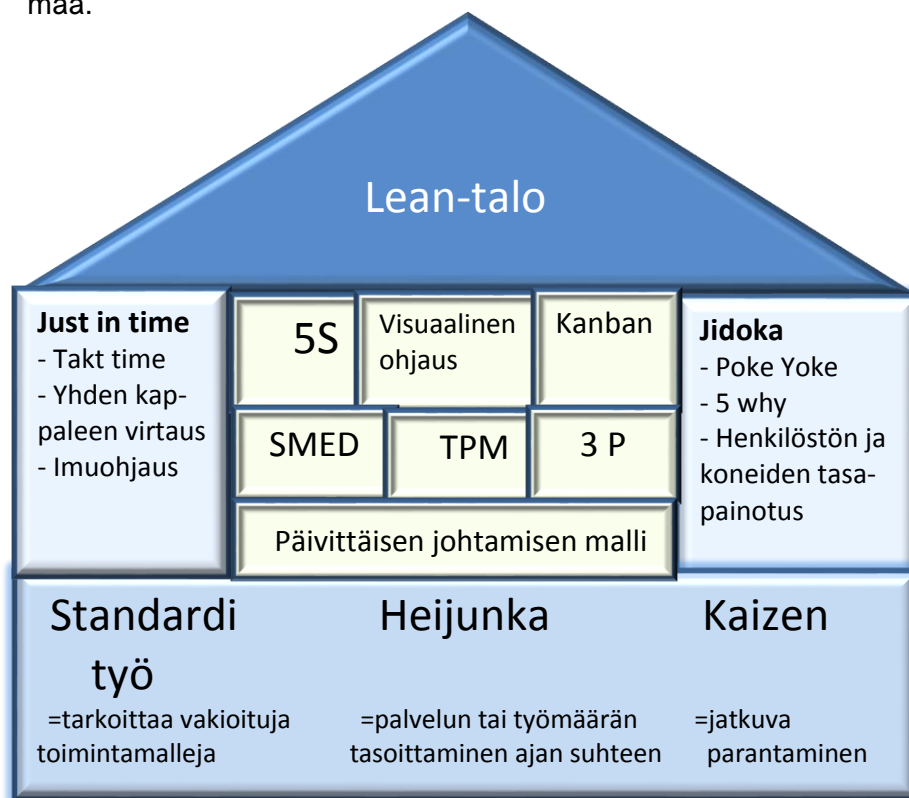 maa.
Lean-talo
Just in time
- Takt time
- Yhden kap-
paleen virtaus
- Imuohjaus
5S
Visuaalinen
ohjaus
Kanban
SMED
TPM
3 P
Päivittäisen johtamisen malli
Jidoka
- Poke Yoke
- 5 why
- Henkilöstön ja
koneiden tasa-
painotus
Standardi
työ
=tarkoittaa vakioituja
toimintamalleja
Heijunka
=palvelun tai työmäärän
tasoittaminen ajan suhteen
Kaizen
=jatkuva
parantaminen